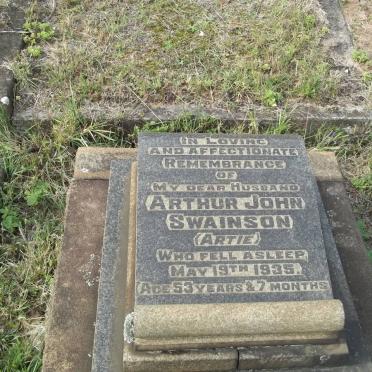 In Loving
and affectionate
Remembrance
of
My dear Husband
Arthur John
Swainson
(Artie)
Who fell asleep
May 19th 1935.
Aged 53 years & 7 months